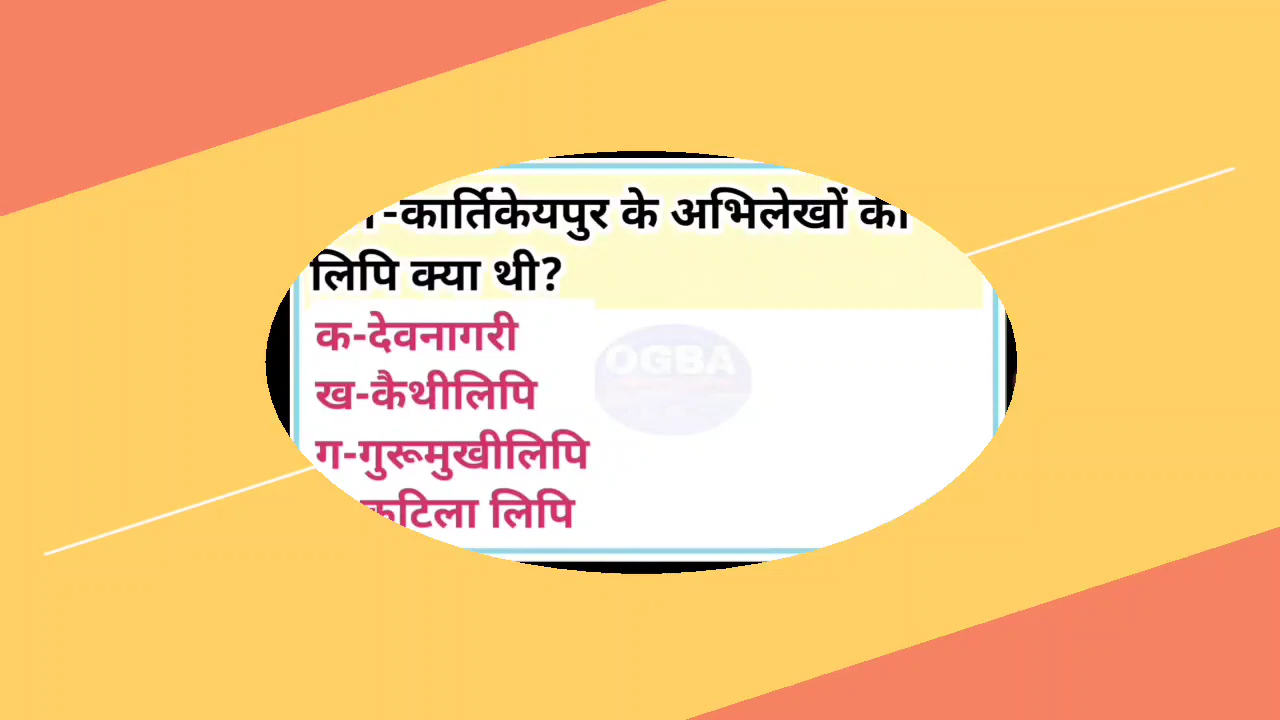 -कार्तिकेयपुर के अभिलेखों की
लिपि क्या थी?
क-देवनागरी
ख-कैथीलिपि
ग-गुरूमुखीलिपि
कुटिला लिपि
OGBA